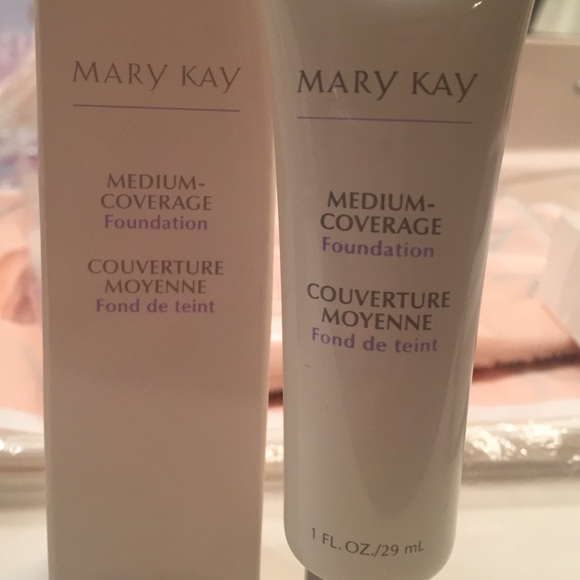 MARY KAY
MEDIUM-
COVERAGE
Foundation
COUVERTURE
MOYENNE
Fond de teint
MARY KAY
MEDIUM-
COVERAGE
Foundation
COUVERTURE
MOYENNE
Fond de teint
1 FL. OZ./29 mL